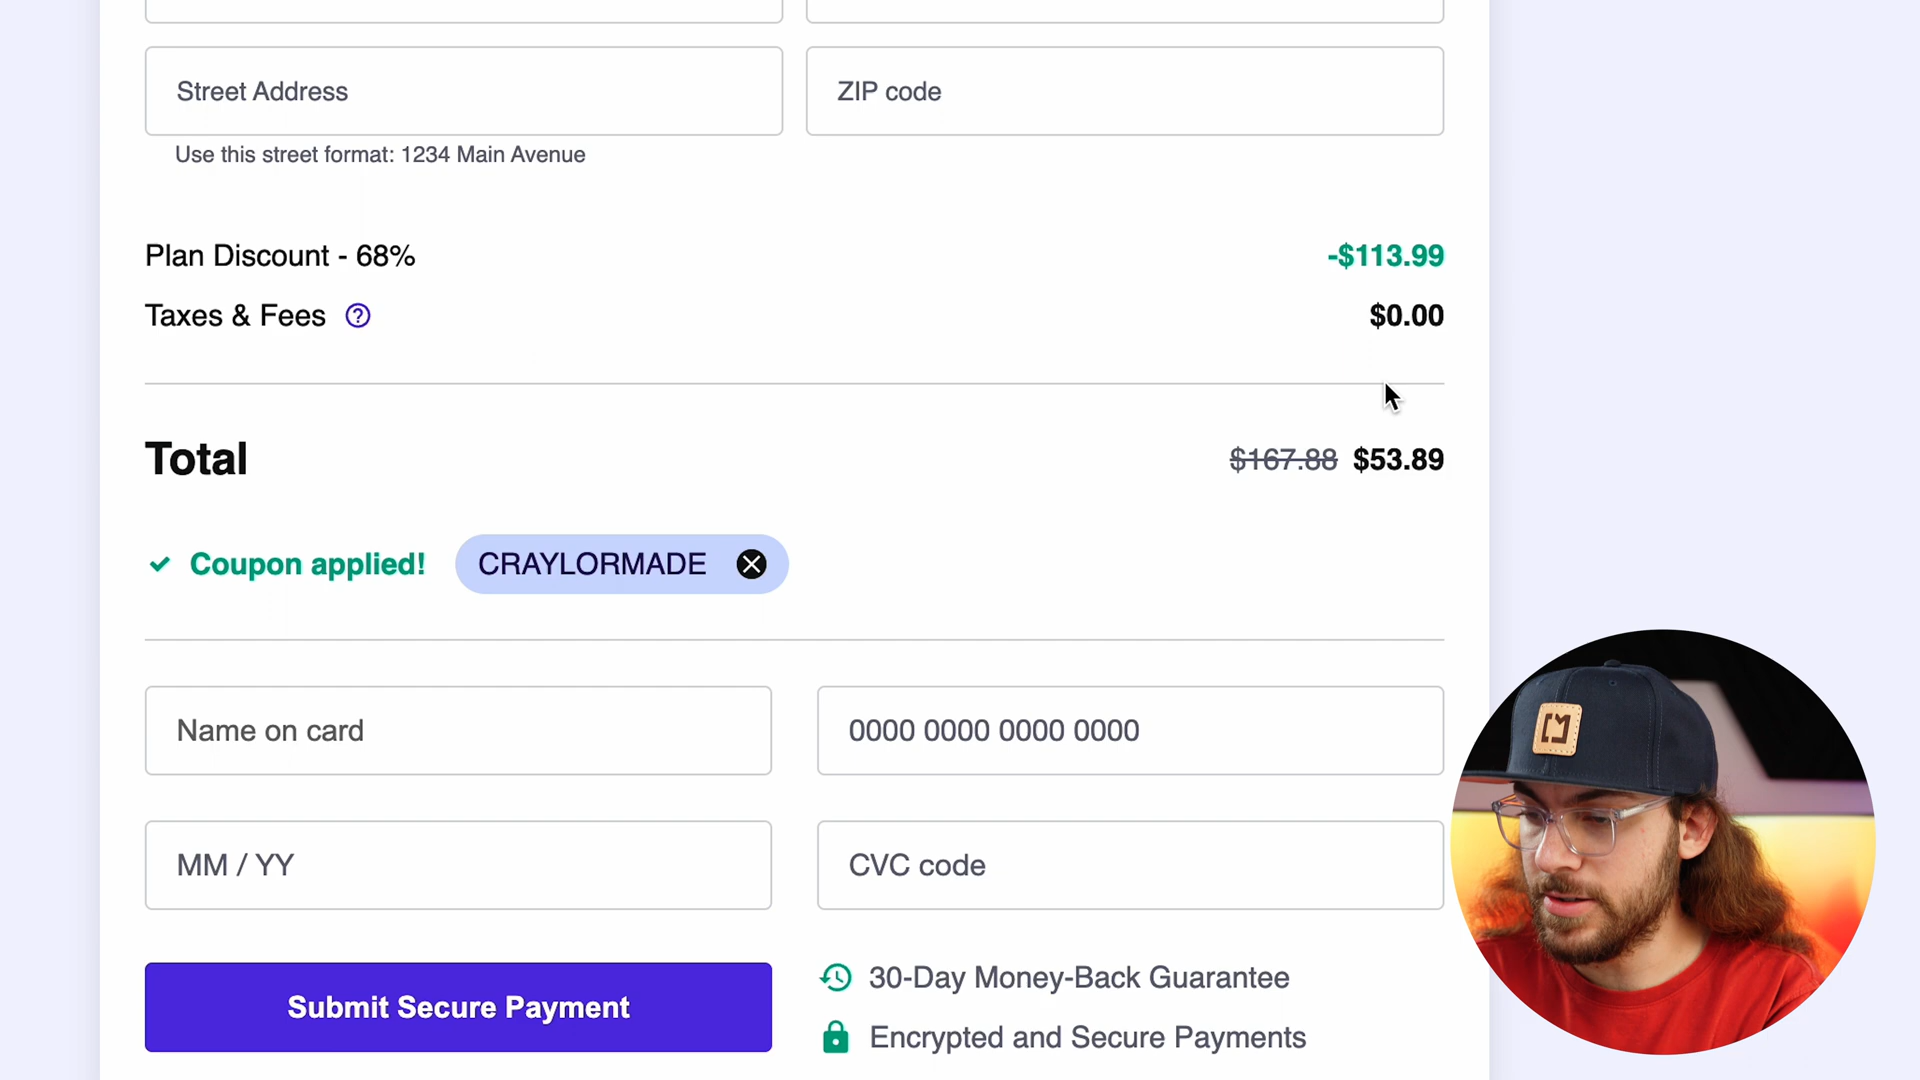 Street Address
ZIP code
Use this street format: 1234 Main Avenue
Plan Discount - 68%
-$113.99
Taxes & Fees ?
$0.00
Total
$167.88 $53.89
Coupon applied!
CRAYLORMADE
Name on card
0000 0000 0000 0000
MM / YY
CVC code
Submit Secure Payment
30-Day Money-Back Guarantee
Encrypted and Secure Payments